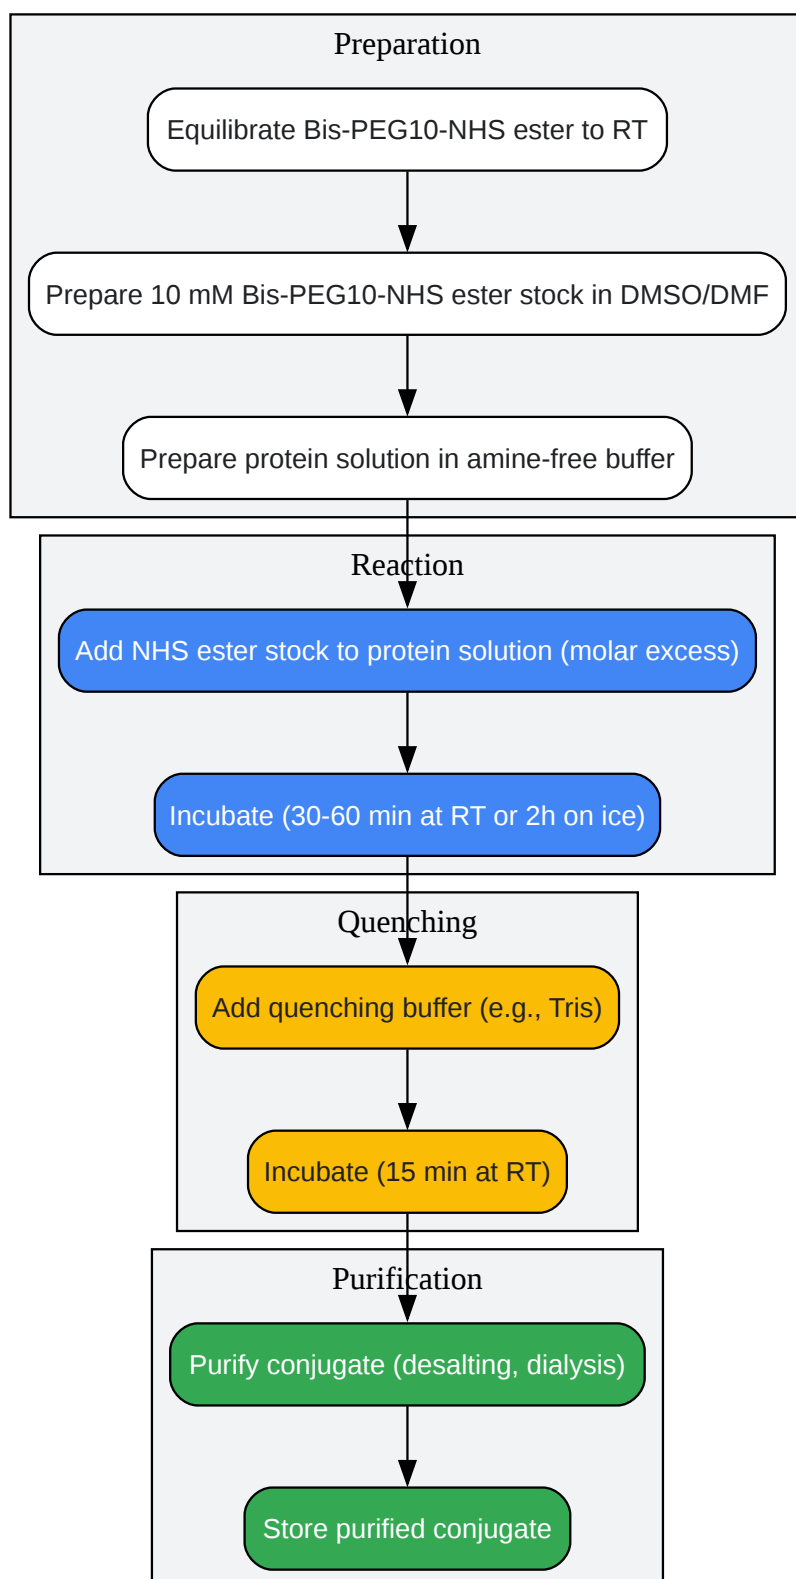 Preparation
Equilibrate Bis-PEG10-NHS ester to RT
Prepare 10 mM Bis-PEG10-NHS ester stock in DMSO/DMF
Prepare protein solution in amine-free buffer
Reaction
Add NHS ester stock to protein solution (molar excess)
Incubate (30-60 min at RT or 2h on ice)
Quenching
Add quenching buffer (e.g., Tris)
Incubate (15 min at RT)
Purification
Purify conjugate (desalting, dialysis)
Store purified conjugate